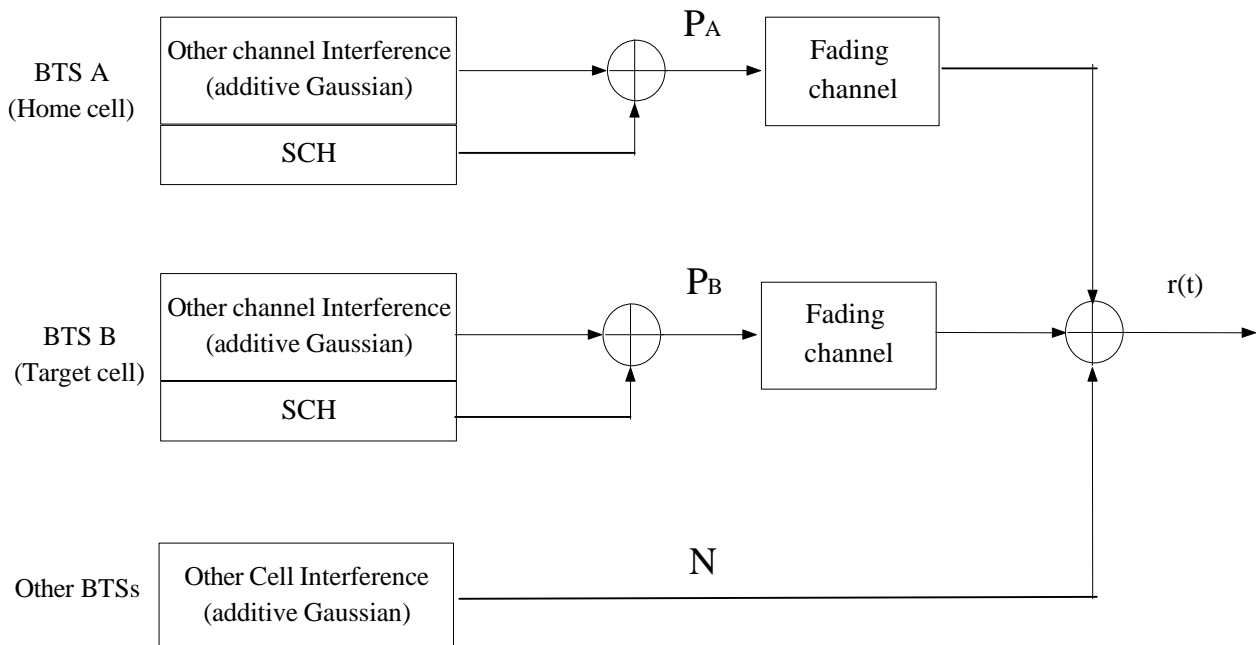 BTS A
(Home cell)
Other channel Interference
(additive Gaussian)
SCH
PA
Fading
channel
BTS B
(Target cell)
Other channel Interference
(additive Gaussian)
SCH
PB
Fading
channel
r(t)
Other BTSs
Other Cell Interference
(additive Gaussian)
N